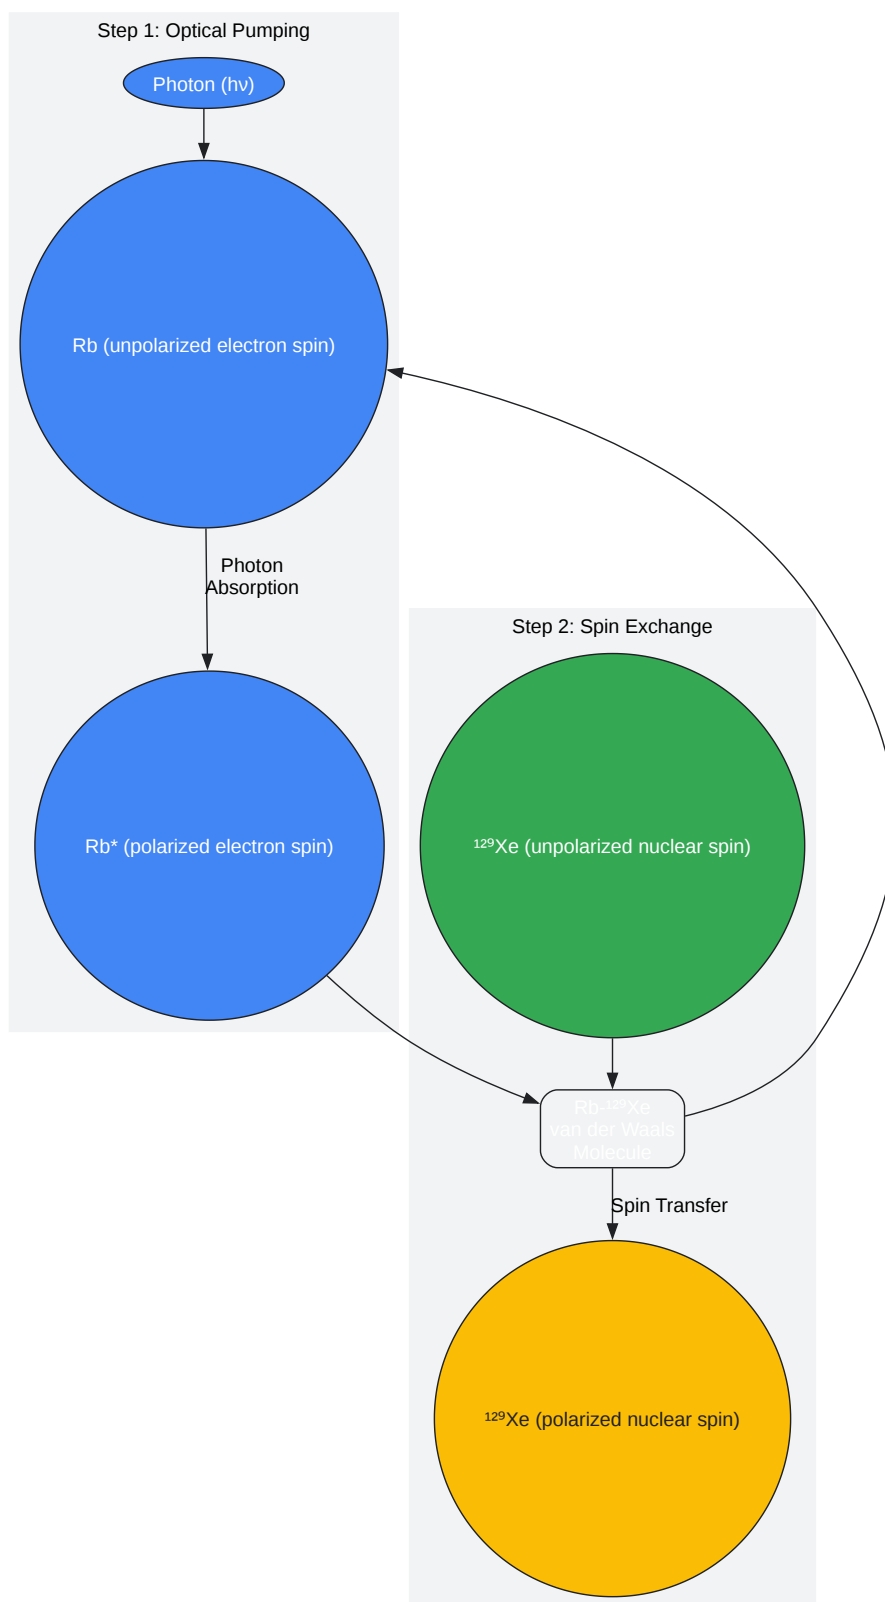 Step 1: Optical Pumping
Photon (hν)
Rb (unpolarized electron spin)
Photon
Absorption
Rb* (polarized electron spin)
Step 2: Spin Exchange
¹²⁹Xe (unpolarized nuclear spin)
Rb-¹²⁹Xe
van der Waals
Molecule
Spin Transfer
¹²⁹Xe (polarized nuclear spin)